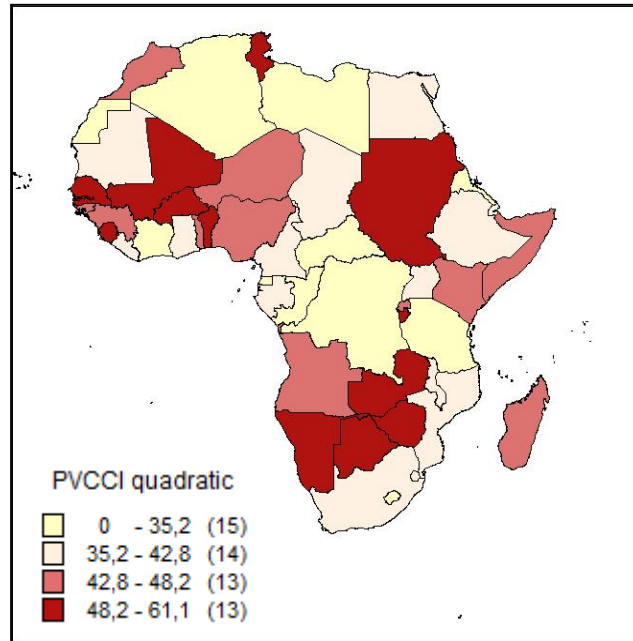 PVCCI quadratic
0 - 35,2 (15)
35,2 - 42,8 (14)
42,8 - 48,2 (13)
48,2 - 61,1 (13)